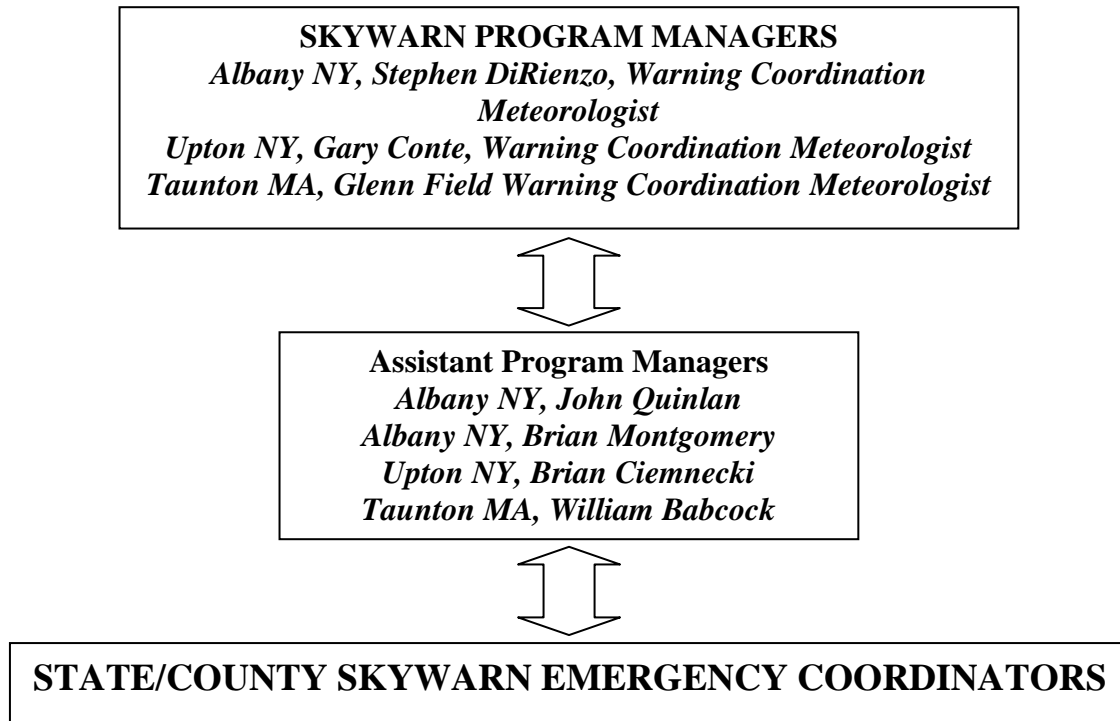 SKYWARN PROGRAM MANAGERS
Albany NY, Stephen DiRienzo, Warning Coordination
Meteorologist
Upton NY, Gary Conte, Warning Coordination Meteorologist
Taunton MA, Glenn Field Warning Coordination Meteorologist
Assistant Program Managers
Albany NY, John Quinlan
Albany NY, Brian Montgomery
Upton NY, Brian Ciemnecki
Taunton MA, William Babcock
STATE/COUNTY SKYWARN EMERGENCY COORDINATORS